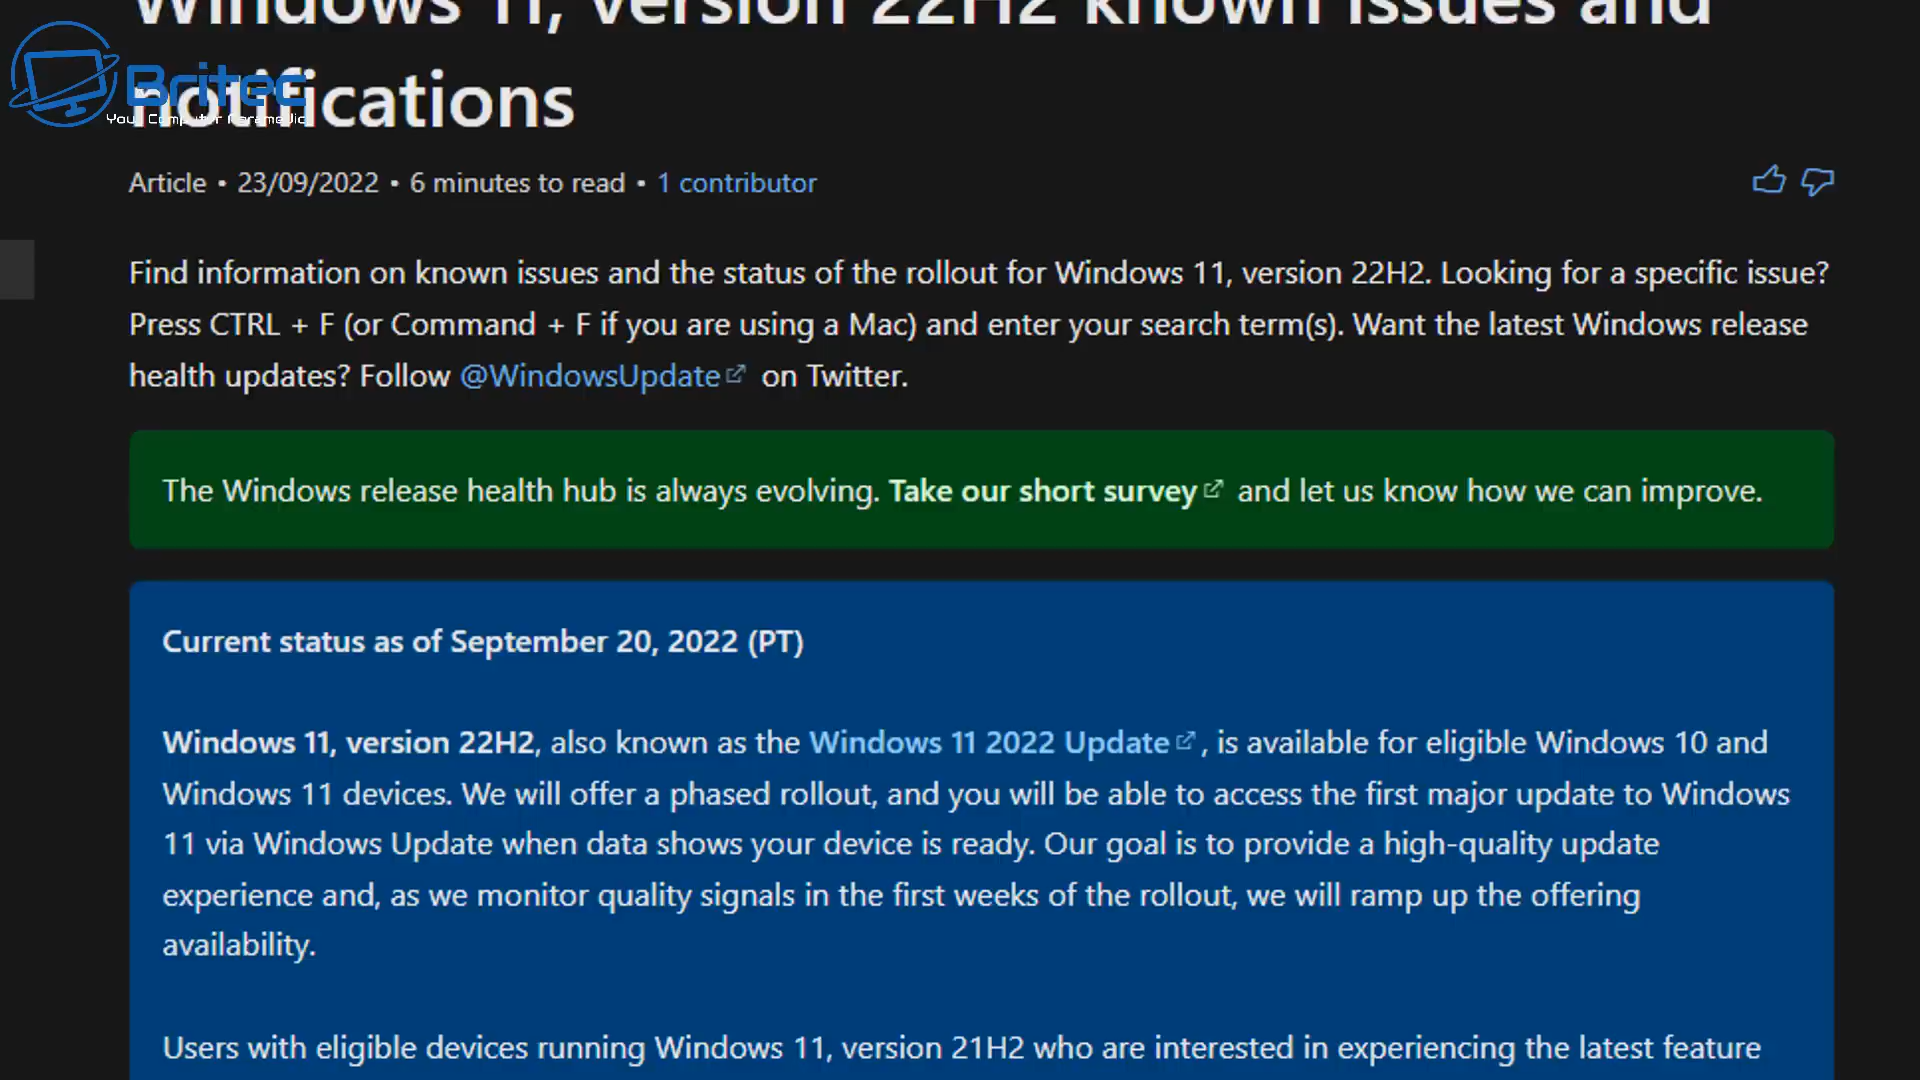 Windows 11, version 22H2 known issues and
Britec
notifications
Your Computer Paramedic
Article • 23/09/2022 • 6 minutes to read • 1 contributor
Find information on known issues and the status of the rollout for Windows 11, version 22H2. Looking for a specific issue?
Press CTRL + F (or Command + F if you are using a Mac) and enter your search term(s). Want the latest Windows release
health updates? Follow @WindowsUpdate on Twitter.
The Windows release health hub is always evolving. Take our short survey and let us know how we can improve.
Current status as of September 20, 2022 (PT)
Windows 11, version 22H2, also known as the Windows 11 2022 Update , is available for eligible Windows 10 and
Windows 11 devices. We will offer a phased rollout, and you will be able to access the first major update to Windows
11 via Windows Update when data shows your device is ready. Our goal is to provide a high-quality update
experience and, as we monitor quality signals in the first weeks of the rollout, we will ramp up the offering
availability.
Users with eligible devices running Windows 11, version 21H2 who are interested in experiencing the latest feature